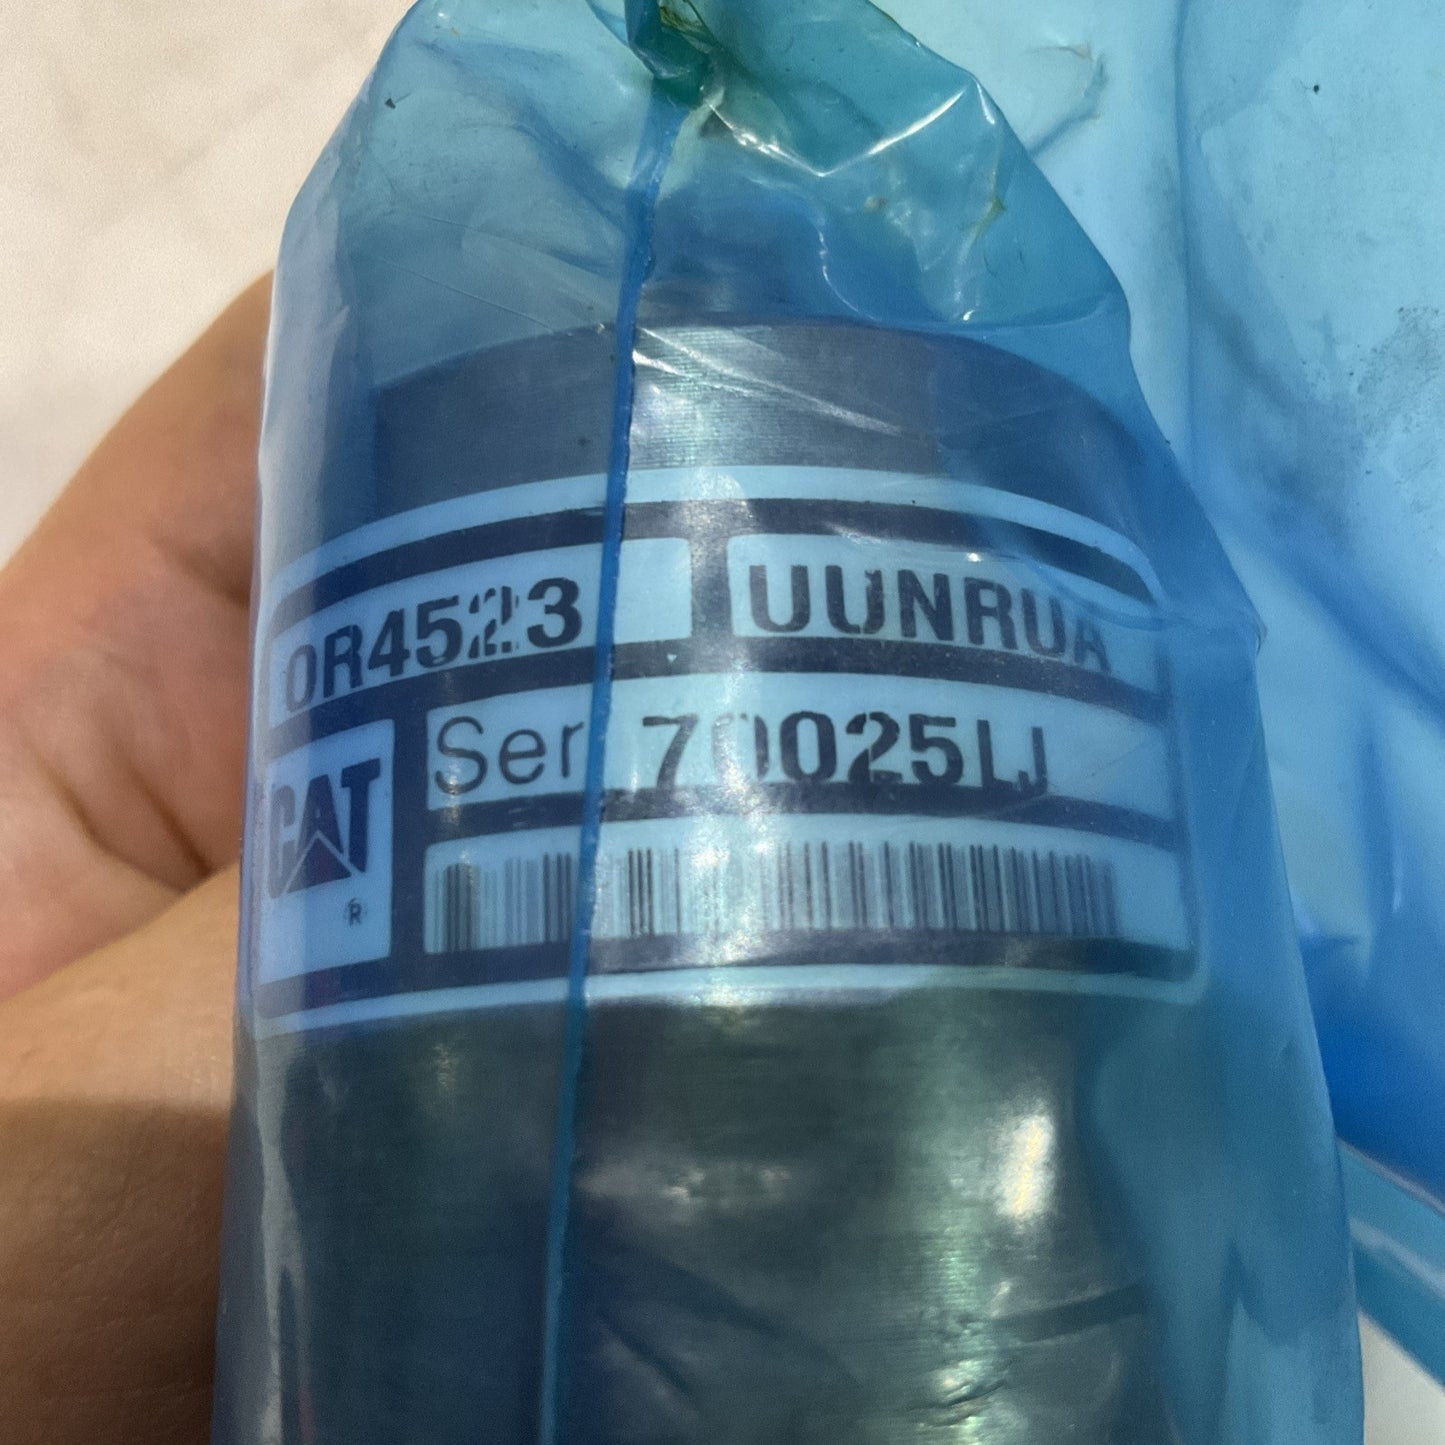 0R4523 UUNRUA
Ser 70025LJ
CAT
R